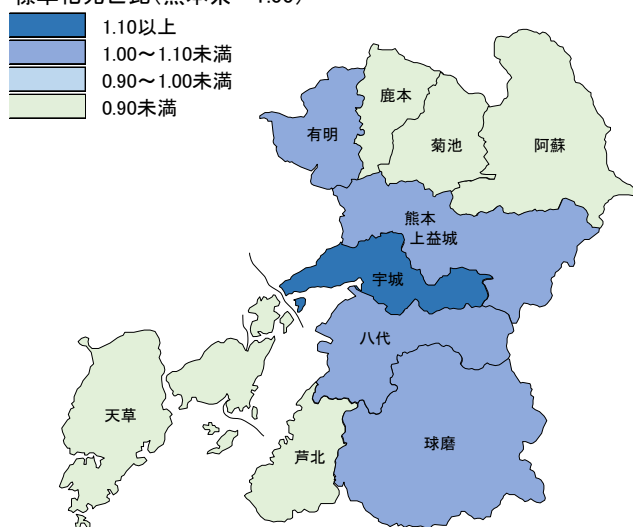 1.10以上
1.00～1.10未満
0.90～1.00未満
0.90未満
鹿本
有明
菊池
阿蘇
熊本
上益城
宇城
八代
天草
芦北
球磨